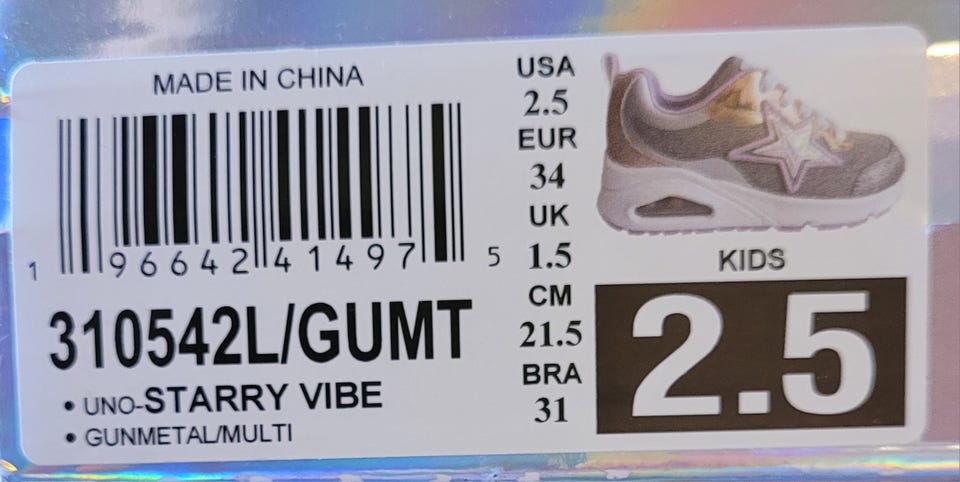 MADE IN CHINA
1 96642 41497 5
310542L/GUMT
• UNO-STARRY VIBE
• GUNMETAL/MULTI
USA
2.5
EUR
34
UK
1.5
CM
21.5
BRA
31
KIDS
2.5